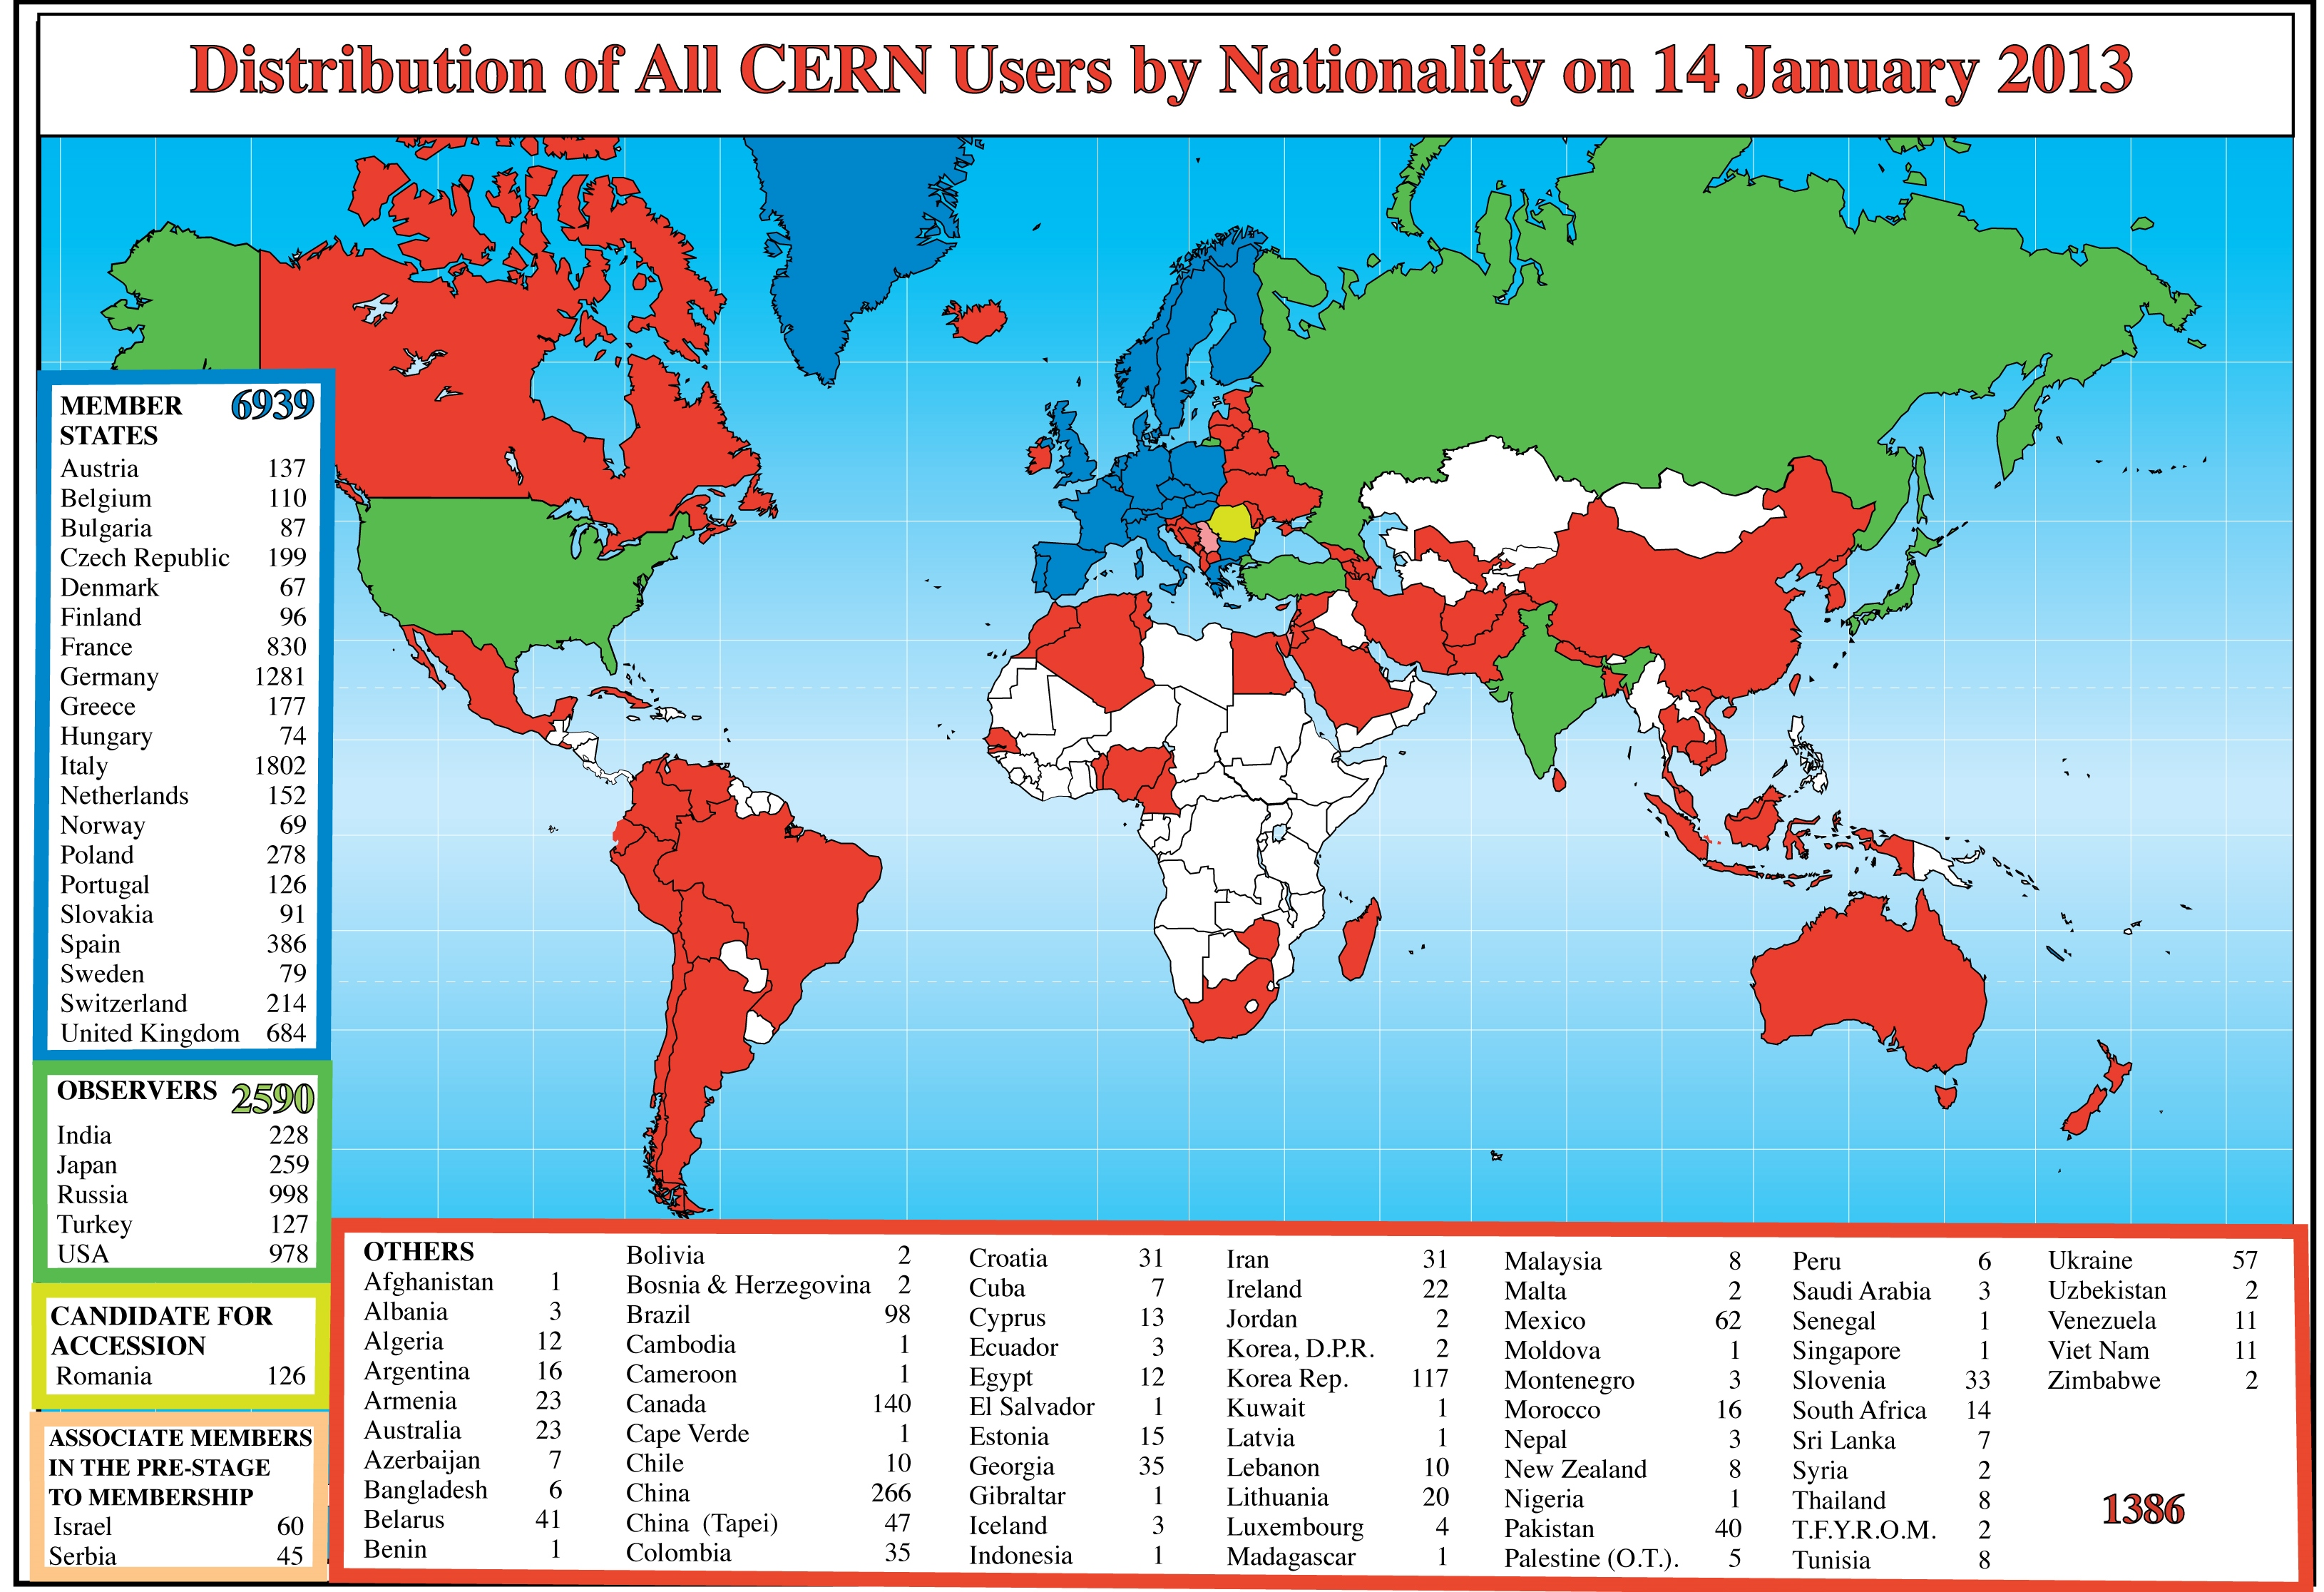 Distribution of All CERN Users by Nationality on 14 January 2013
MEMBER STATES 6939
Austria 137
Belgium 110
Bulgaria 87
Czech Republic 199
Denmark 67
Finland 96
France 830
Germany 1281
Greece 177
Hungary 74
Italy 1802
Netherlands 152
Norway 69
Poland 278
Portugal 126
Slovakia 91
Spain 386
Sweden 79
Switzerland 214
United Kingdom 684
OBSERVERS 2590
India 228
Japan 259
Russia 998
Turkey 127
USA 978
CANDIDATE FOR
ACCESSION
Romania 126
ASSOCIATE MEMBERS
IN THE PRE-STAGE
TO MEMBERSHIP
Israel 60
Serbia 45
OTHERS
Afghanistan 1
Albania 3
Algeria 12
Argentina 16
Armenia 23
Australia 23
Azerbaijan 7
Bangladesh 6
Belarus 41
Benin 1
Bolivia 2
Bosnia & Herzegovina 2
Brazil 98
Cambodia 1
Cameroon 1
Canada 140
Cape Verde 1
Chile 10
China 266
China (Tapei) 47
Colombia 35
Croatia 31
Cuba 7
Cyprus 13
Ecuador 3
Egypt 12
El Salvador 1
Estonia 15
Georgia 35
Gibraltar 1
Iceland 3
Indonesia 1
Iran 31
Ireland 22
Jordan 2
Korea, D.P.R. 2
Korea Rep. 117
Kuwait 1
Latvia 1
Lebanon 10
Lithuania 20
Luxembourg 4
Madagascar 1
Malaysia 8
Malta 2
Mexico 62
Moldova 1
Montenegro 3
Morocco 16
Nepal 3
New Zealand 8
Nigeria 1
Pakistan 40
Palestine (O.T.). 5
Peru 6
Saudi Arabia 3
Senegal 1
Singapore 1
Slovenia 33
South Africa 14
Sri Lanka 7
Syria 2
Thailand 8
T.F.Y.R.O.M. 2
Tunisia 8
Ukraine 57
Uzbekistan 2
Venezuela 11
Viet Nam 11
Zimbabwe 2
1386